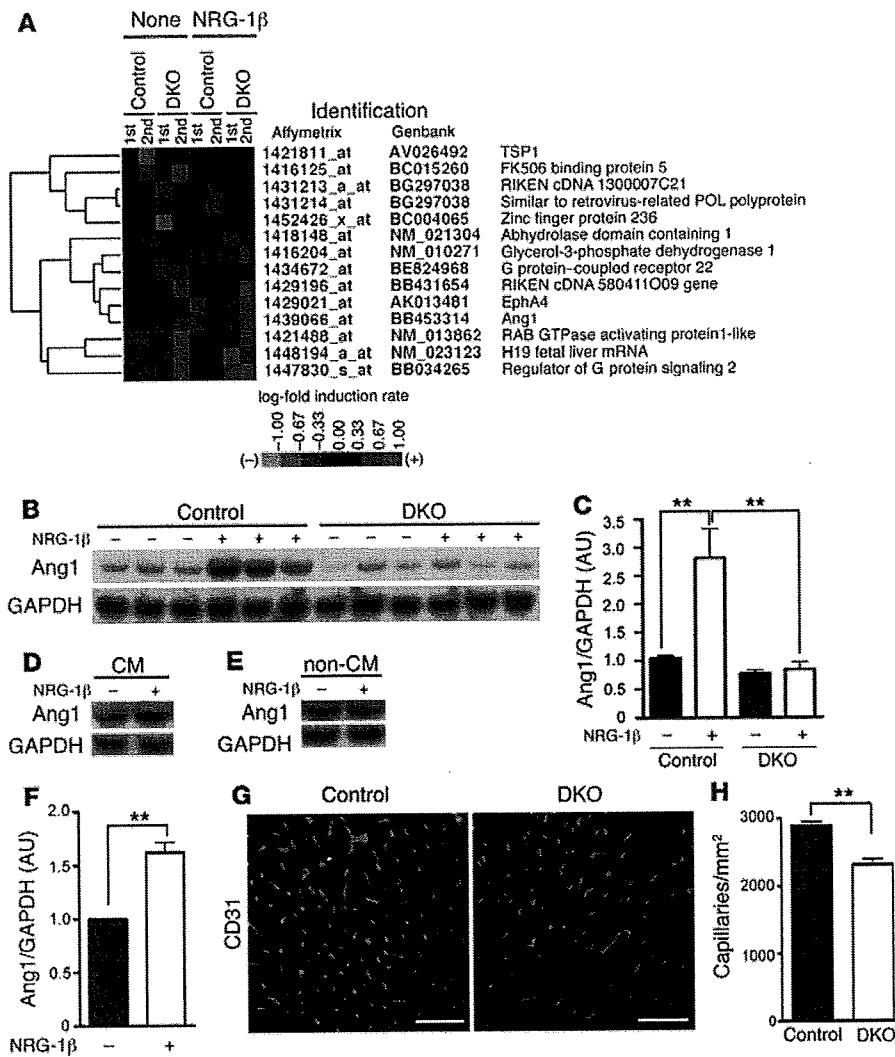 A
None NRG-1β
Control DKO Control DKO
1st 2nd 1st 2nd 1st 2nd 1st 2nd
Identification
Affymetrix Genbank
1421811_at AV026492 TSP1
1416125_at BC015260 FK506 binding protein 5
1431213_a_at BG297038 RIKEN cDNA 1300007C21
1431214_at BG297038 Similar to retrovirus-related POL polyprotein
1452426_x_at BC004065 Zinc finger protein 236
1418148_at NM_021304 Abhydrolase domain containing 1
1416204_at NM_010271 Glycerol-3-phosphate dehydrogenase 1
1434672_at BE824968 G protein–coupled receptor 22
1429196_at BB431654 RIKEN cDNA 580411O09 gene
1429021_at AK013481 EphA4
1439066_at BB453314 Ang1
1421488_at NM_013862 RAB GTPase activating protein1-like
1448194_a_at NM_023123 H19 fetal liver mRNA
1447830_s_at BB034265 Regulator of G protein signaling 2
log-fold induction rate
−1.00 −0.67 −0.33 0.00 0.33 0.67 1.00
(−) (+)
B
Control DKO
NRG-1β − − − + + + − − − + + +
Ang1
GAPDH
C
Ang1/GAPDH (AU)
3.5
3.0
2.5
2.0
1.5
1.0
0.5
0
** **
NRG-1β − + − +
Control DKO
D
CM
NRG-1β − +
Ang1
GAPDH
E
non-CM
NRG-1β − +
Ang1
GAPDH
F
Ang1/GAPDH (AU)
2.0
1.5
1.0
0.5
0
**
NRG-1β − +
G
Control DKO
CD31
H
Capillaries/mm²
3000
2000
1000
0
**
Control DKO